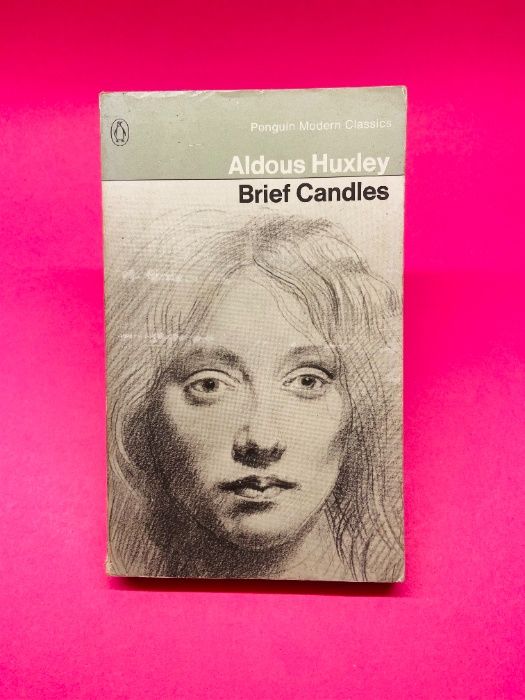 Penguin Modern Classics
Aldous Huxley
Brief Candles